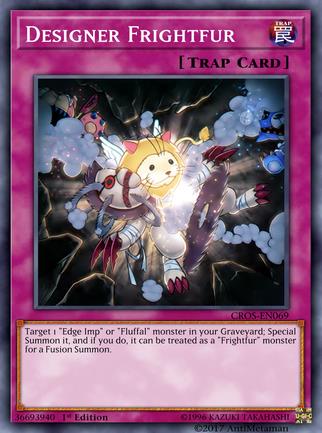 Designer Frightfur
TRAP
罠
[Trap Card]
CROS-EN069
Target 1 "Edge Imp" or "Fluffal" monster in your Graveyard; Special
Summon it, and if you do, it can be treated as a "Frightfur" monster
for a Fusion Summon.
36693940 1st Edition ©1996 KAZUKI TAKAHASHI
©2017 AntiMetaman